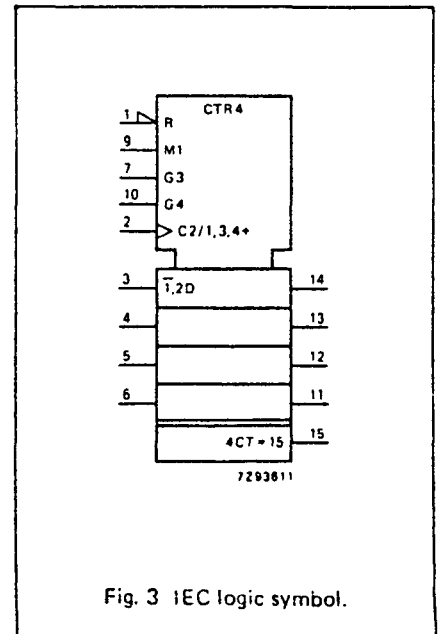 CTR4
1 R
9 M1
7 G3
10 G4
2 C2/1,3,4+
3 1̅,2D 14
4 13
5 12
6 11
4CT = 15 15
7Z93611
Fig. 3 IEC logic symbol.